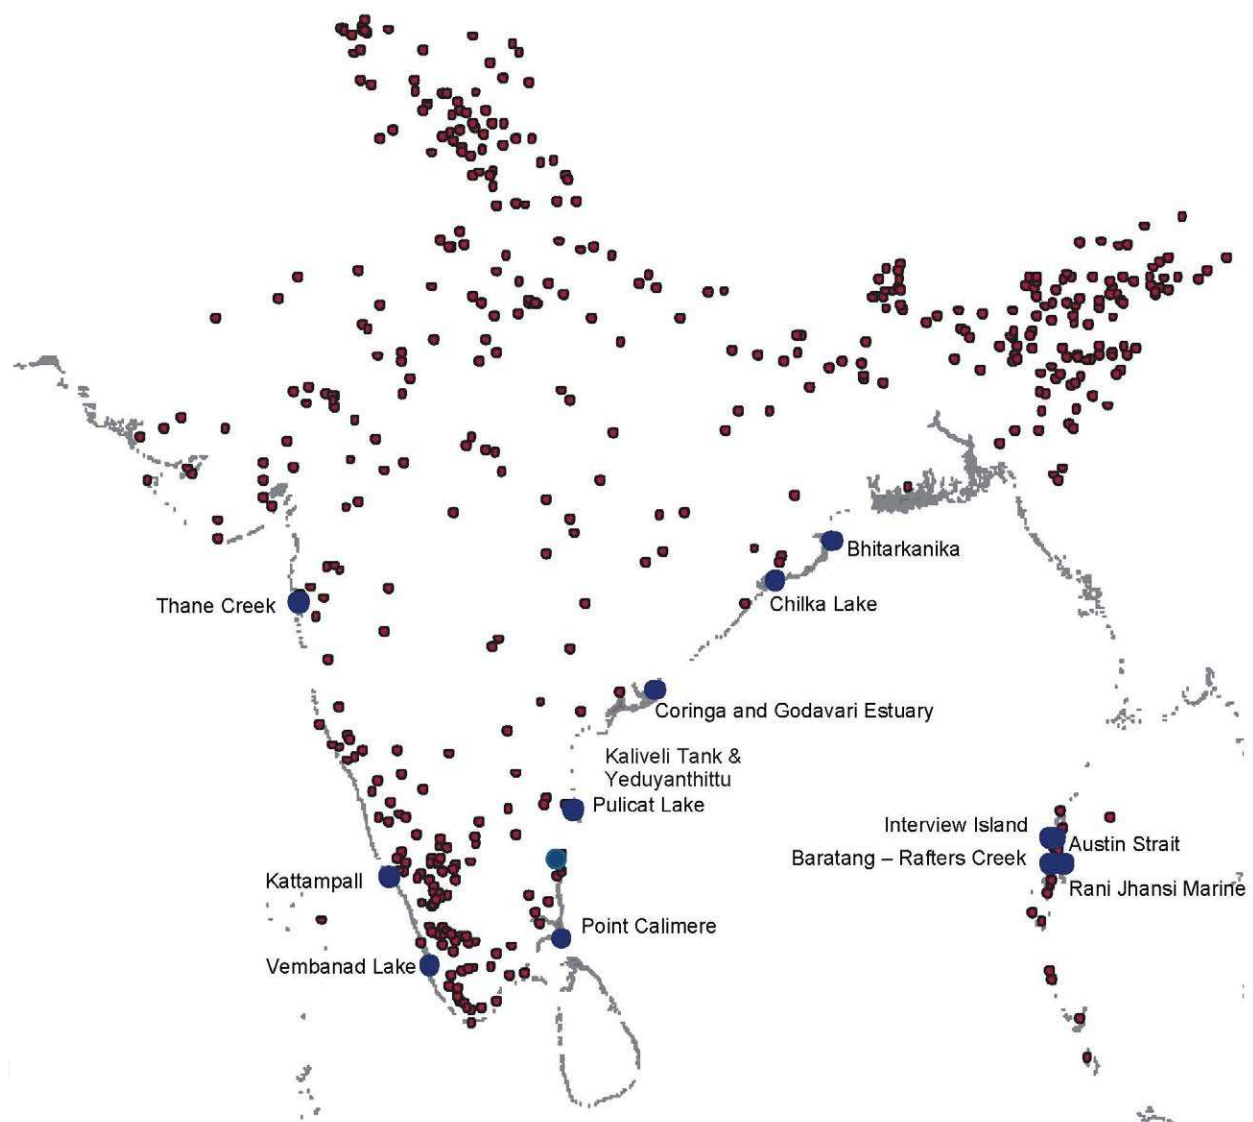 Bhitarkanika
Thane Creek
Chilka Lake
Coringa and Godavari Estuary
Kaliveli Tank &
Yeduyanthittu
Pulicat Lake
Interview Island
Austin Strait
Baratang – Rafters Creek
Kattampall
Rani Jhansi Marine
Point Calimere
Vembanad Lake